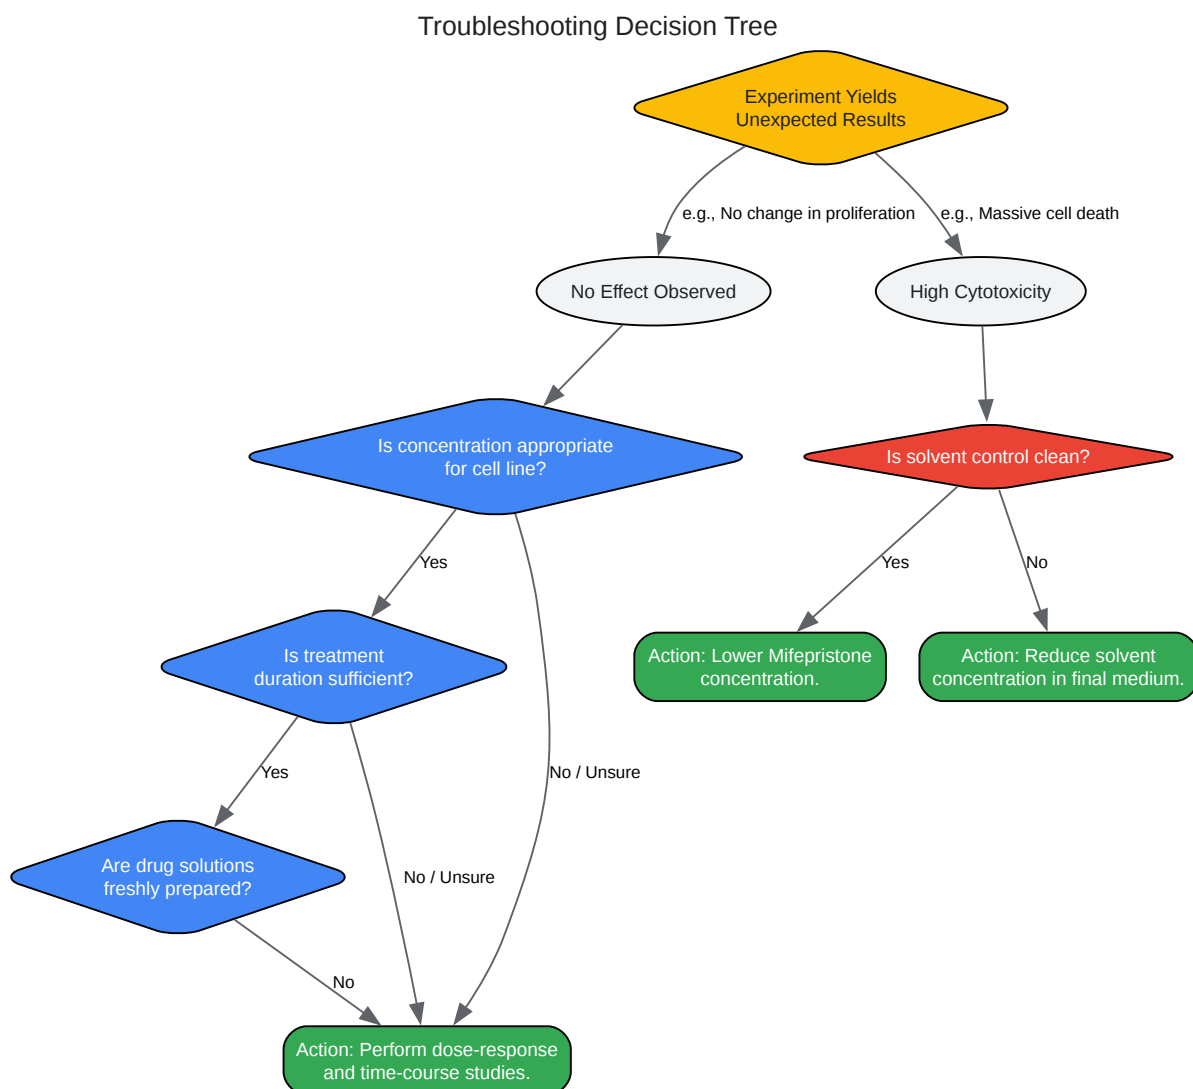 Troubleshooting Decision Tree
Experiment Yields
Unexpected Results
e.g., No change in proliferation
e.g., Massive cell death
No Effect Observed
High Cytotoxicity
Is concentration appropriate
for cell line?
Is solvent control clean?
Yes
No / Unsure
Yes
No
Is treatment
duration sufficient?
Action: Lower Mifepristone
concentration.
Action: Reduce solvent
concentration in final medium.
Yes
No / Unsure
Are drug solutions
freshly prepared?
No
Action: Perform dose-response
and time-course studies.